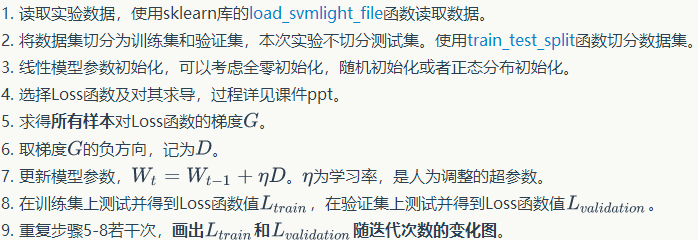 1. 读取实验数据，使用sklearn库的load_svmlight_file函数读取数据。
2. 将数据集切分为训练集和验证集，本次实验不切分测试集。使用train_test_split函数切分数据集。
3. 线性模型参数初始化，可以考虑全零初始化，随机初始化或者正态分布初始化。
4. 选择Loss函数及对其求导，过程详见课件ppt。
5. 求得所有样本对Loss函数的梯度G。
6. 取梯度G的负方向，记为D。
7. 更新模型参数，W_t = W_{t-1} + ηD。η为学习率，是人为调整的超参数。
8. 在训练集上测试并得到Loss函数值L_{train}，在验证集上测试并得到Loss函数值L_{validation}。
9. 重复步骤5-8若干次，画出L_{train}和L_{validation}随迭代次数的变化图。